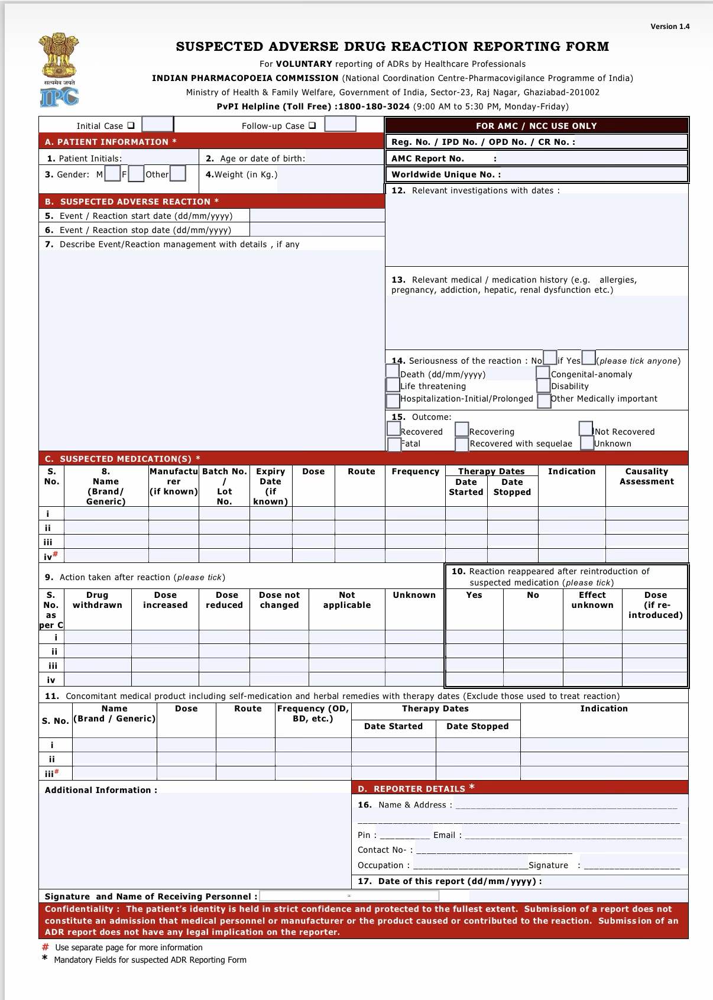 Version 1.4
SUSPECTED ADVERSE DRUG REACTION REPORTING FORM
For VOLUNTARY reporting of ADRs by Healthcare Professionals
INDIAN PHARMACOPOEIA COMMISSION (National Coordination Centre-Pharmacovigilance Programme of India)
Ministry of Health & Family Welfare, Government of India, Sector-23, Raj Nagar, Ghaziabad-201002
PvPI Helpline (Toll Free) :1800-180-3024 (9:00 AM to 5:30 PM, Monday-Friday)
सत्यमेव जयते
IPC
Initial Case ❑ Follow-up Case ❑
A. PATIENT INFORMATION *
1. Patient Initials: 2. Age or date of birth:
3. Gender: M F Other 4.Weight (in Kg.)
B. SUSPECTED ADVERSE REACTION *
5. Event / Reaction start date (dd/mm/yyyy)
6. Event / Reaction stop date (dd/mm/yyyy)
7. Describe Event/Reaction management with details , if any
FOR AMC / NCC USE ONLY
Reg. No. / IPD No. / OPD No. / CR No. :
AMC Report No. :
Worldwide Unique No. :
12. Relevant investigations with dates :
13. Relevant medical / medication history (e.g. allergies,
pregnancy, addiction, hepatic, renal dysfunction etc.)
14. Seriousness of the reaction : No if Yes (please tick anyone)
Death (dd/mm/yyyy) Congenital-anomaly
Life threatening Disability
Hospitalization-Initial/Prolonged Other Medically important
15. Outcome:
Recovered Recovering Not Recovered
Fatal Recovered with sequelae Unknown
C. SUSPECTED MEDICATION(S) *
S. No. 8. Name (Brand/ Generic) Manufacturer (if known) Batch No. / Lot No. Expiry Date (if known) Dose Route Frequency Therapy Dates Date Started Date Stopped Indication Causality Assessment
i
ii
iii
iv#
9. Action taken after reaction (please tick)
10. Reaction reappeared after reintroduction of
suspected medication (please tick)
S. No. as per C Drug withdrawn Dose increased Dose reduced Dose not changed Not applicable Unknown Yes No Effect unknown Dose (if re-introduced)
i
ii
iii
iv
11. Concomitant medical product including self-medication and herbal remedies with therapy dates (Exclude those used to treat reaction)
S. No. Name (Brand / Generic) Dose Route Frequency (OD, BD, etc.) Therapy Dates Date Started Date Stopped Indication
i
ii
iii#
Additional Information :
D. REPORTER DETAILS *
16. Name & Address : ____________________________________________
________________________________________________________________
Pin : __________ Email : ___________________________________________
Contact No- : _______________________________
Occupation : _______________________Signature : ___________________
17. Date of this report (dd/mm/yyyy) :
Signature and Name of Receiving Personnel :
Confidentiality : The patient’s identity is held in strict confidence and protected to the fullest extent. Submission of a report does not
constitute an admission that medical personnel or manufacturer or the product caused or contributed to the reaction. Submission of an
ADR report does not have any legal implication on the reporter.
# Use separate page for more information
* Mandatory Fields for suspected ADR Reporting Form